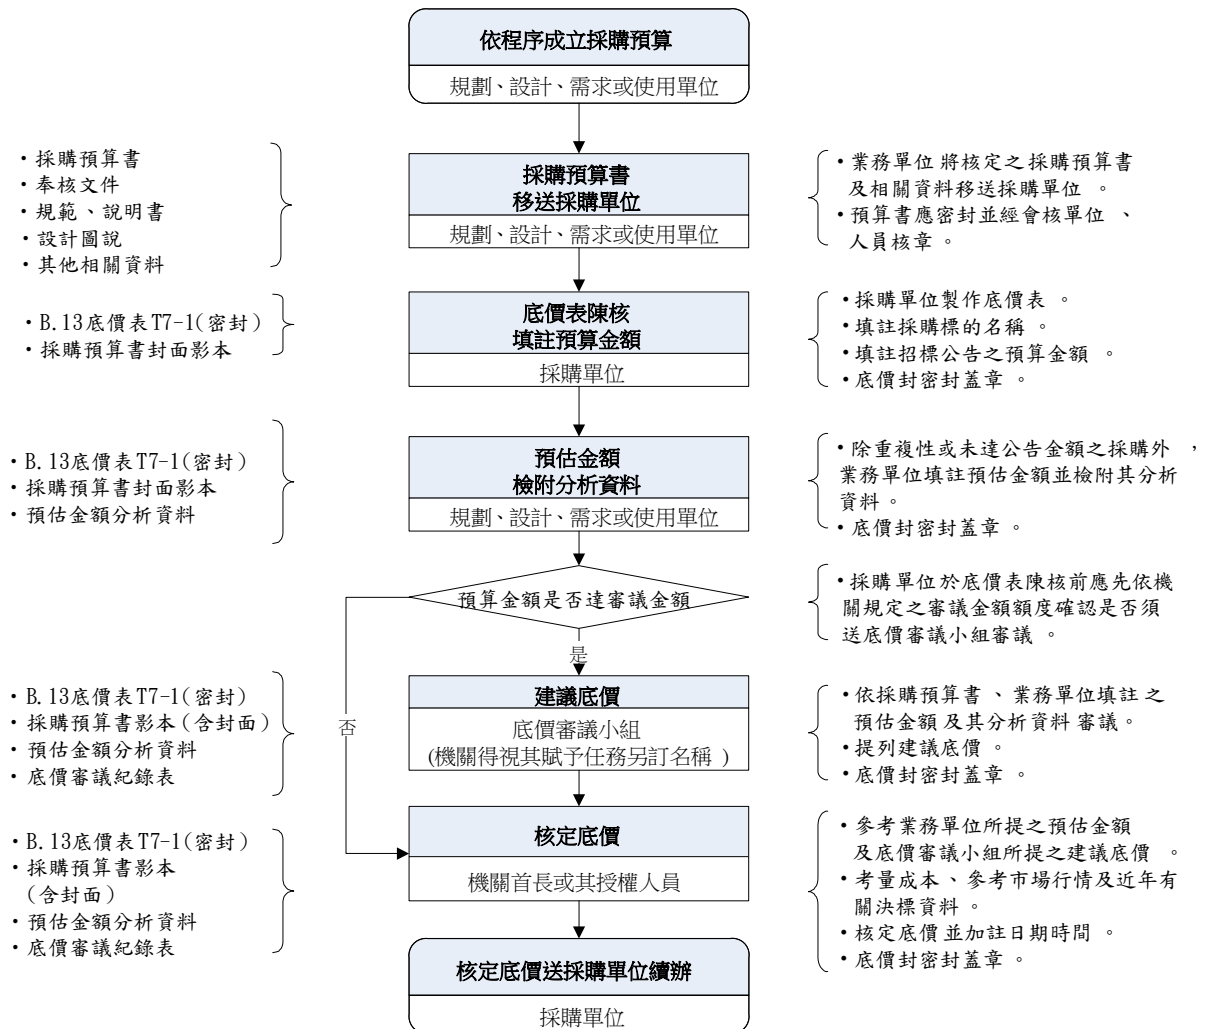 依程序成立採購預算
規劃、設計、需求或使用單位
・採購預算書
・奉核文件
・規範、說明書
・設計圖說
・其他相關資料
採購預算書
移送採購單位
規劃、設計、需求或使用單位
・業務單位 將核定之採購預算書
及相關資料移送採購單位 。
・預算書應密封並經會核單位 、
人員核章 。
・B.13底價表T7-1(密封)
・採購預算書封面影本
底價表陳核
填註預算金額
採購單位
・採購單位製作底價表 。
・填註採購標的名稱 。
・填註招標公告之預算金額 。
・底價封密封蓋章 。
・B.13底價表T7-1(密封)
・採購預算書封面影本
・預估金額分析資料
預估金額
檢附分析資料
規劃、設計、需求或使用單位
・除重複性或未達公告金額之採購外 ，
業務單位填註預估金額並檢附其分析
資料 。
・底價封密封蓋章 。
預算金額是否達審議金額
・採購單位於底價表陳核前應先依機
關規定之審議金額額度確認是否須
送底價審議小組審議 。
是
否
・B.13底價表T7-1(密封)
・採購預算書影本(含封面)
・預估金額分析資料
・底價審議紀錄表
建議底價
底價審議小組
(機關得視其賦予任務另訂名稱 )
・依採購預算書 、業務單位填註之
預估金額及其分析資料審議。
・提列建議底價 。
・底價封密封蓋章 。
・B.13底價表T7-1(密封)
・採購預算書影本
(含封面)
・預估金額分析資料
・底價審議紀錄表
核定底價
機關首長或其授權人員
・參考業務單位所提之預估金額
及底價審議小組所提之建議底價 。
・考量成本 、參考市場行情及近年有
關決標資料 。
・核定底價並加註日期時間 。
・底價封密封蓋章 。
核定底價送採購單位續辦
採購單位